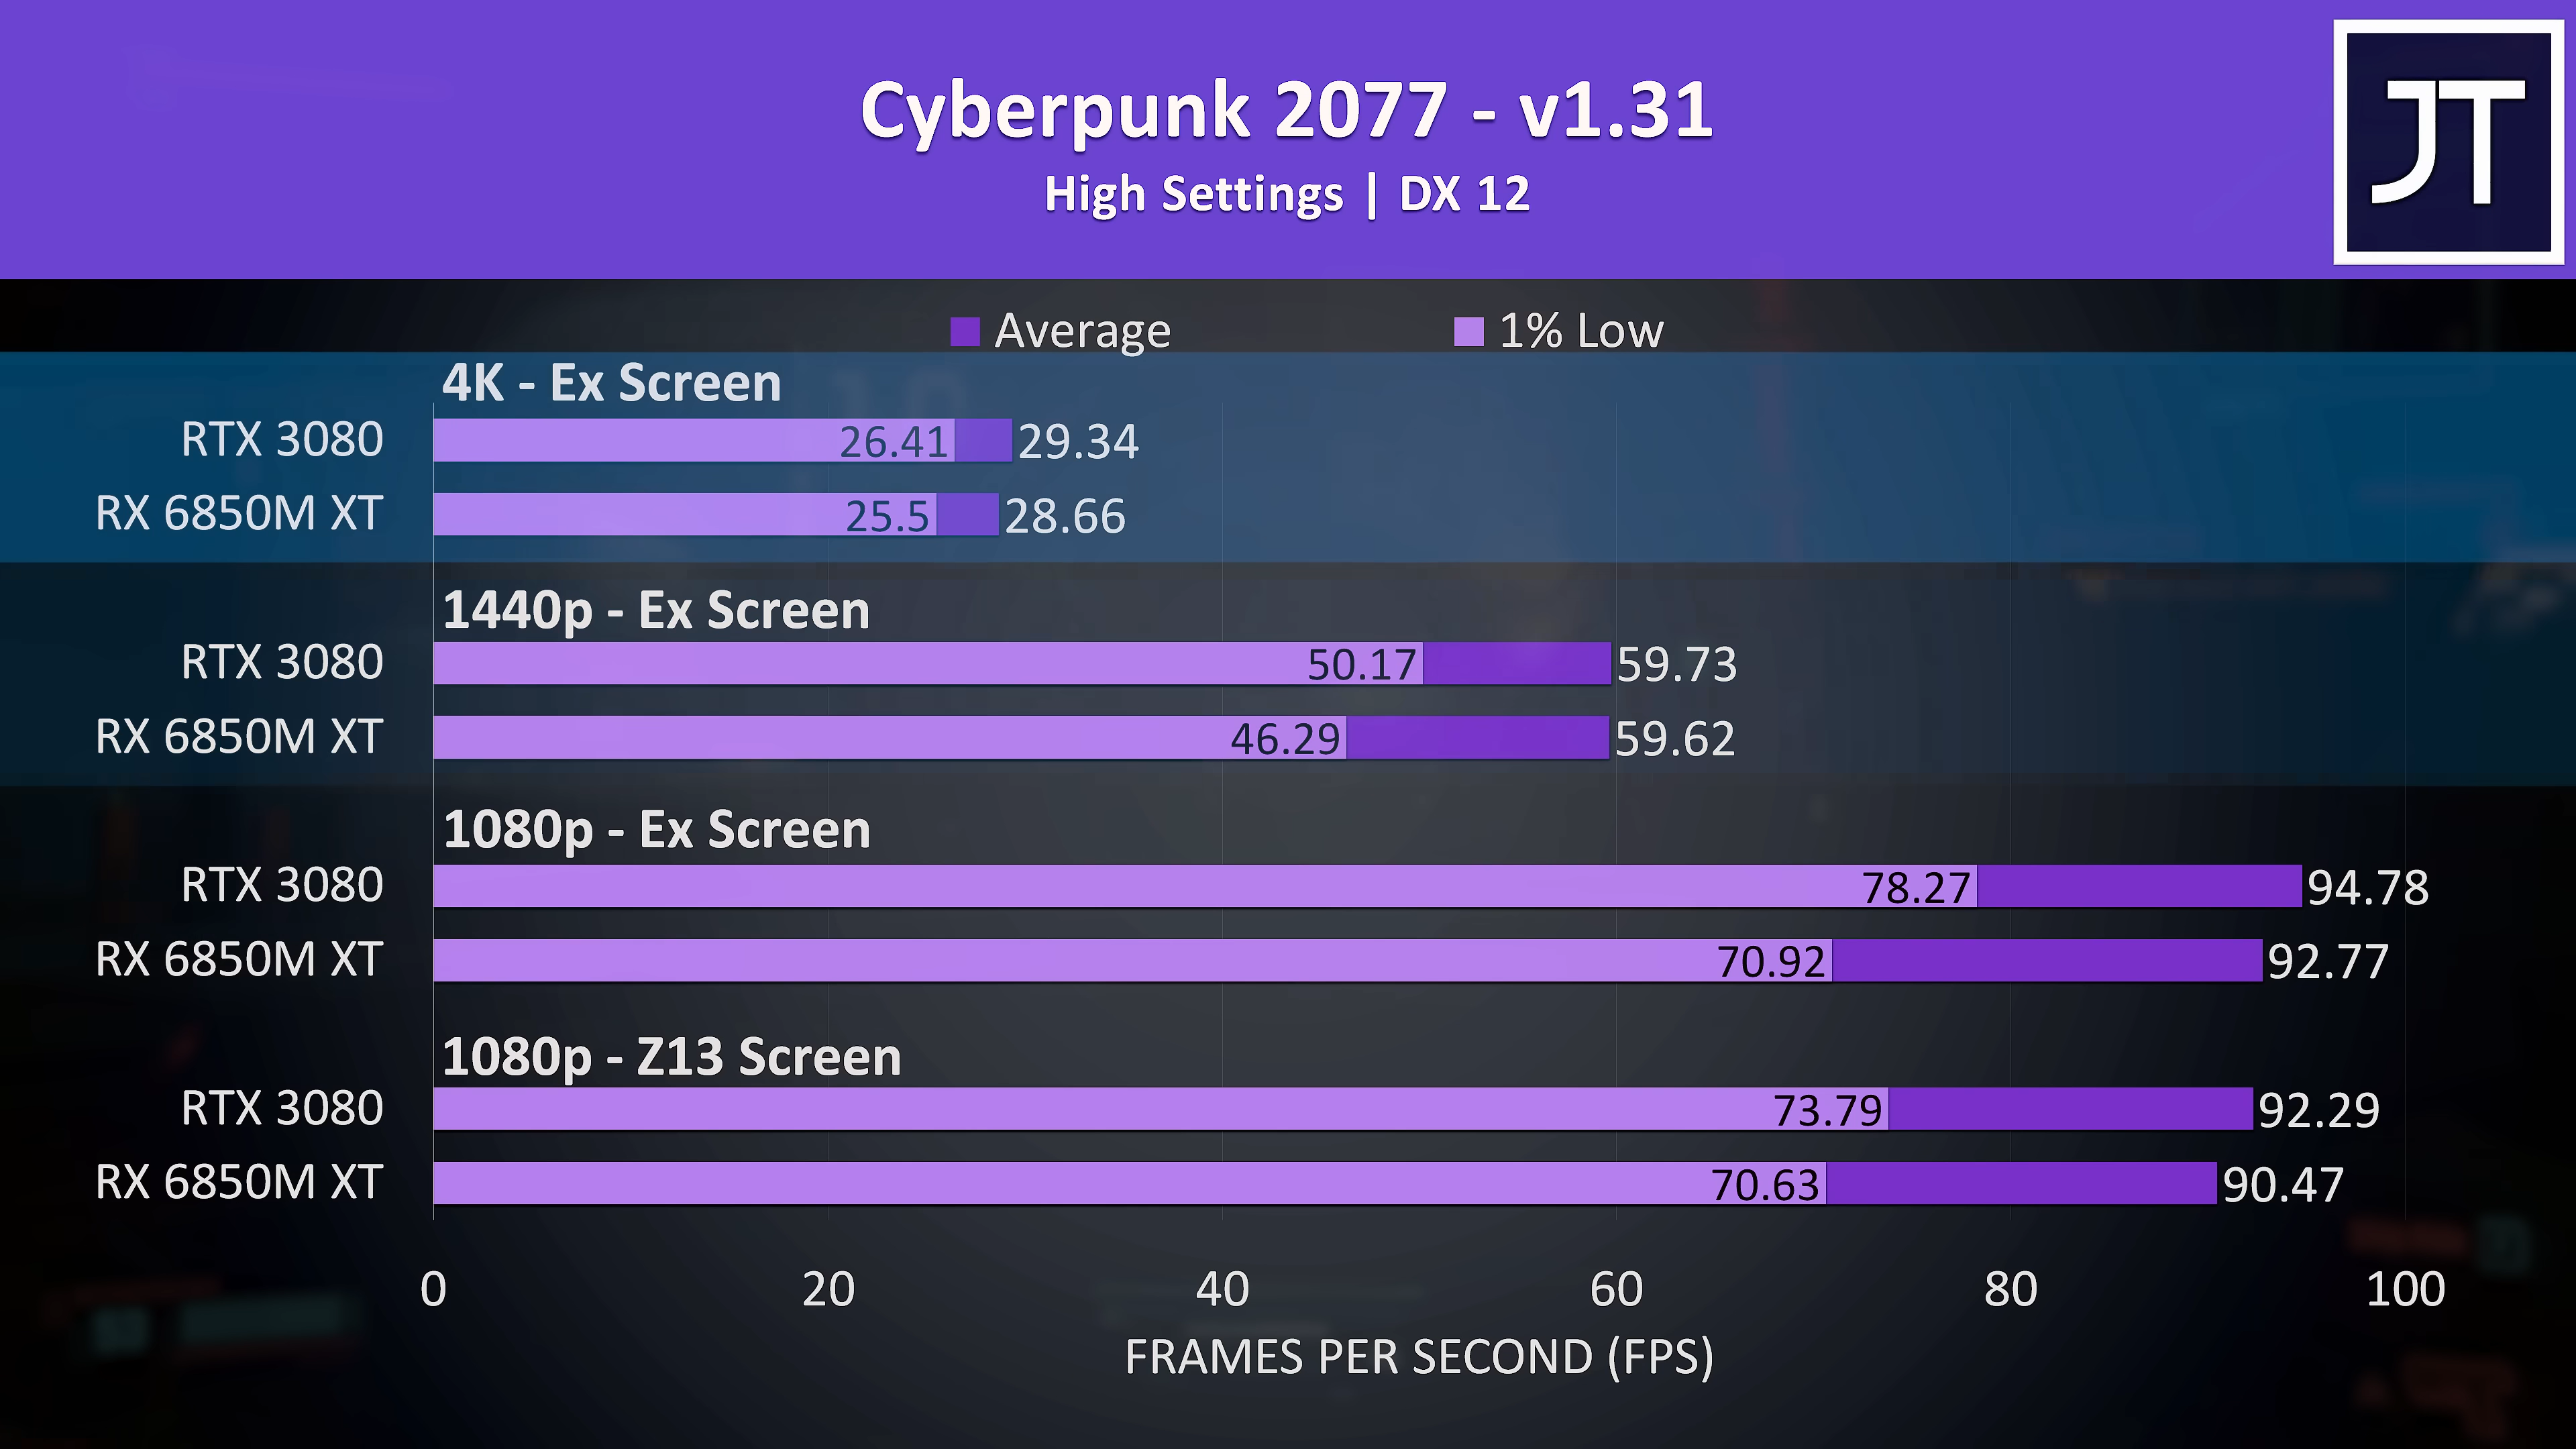 Cyberpunk 2077 - v1.31
JT
High Settings | DX 12
Average 1% Low
4K - Ex Screen
RTX 3080 26.41 29.34
RX 6850M XT 25.5 28.66
1440p - Ex Screen
RTX 3080 50.17 59.73
RX 6850M XT 46.29 59.62
1080p - Ex Screen
RTX 3080 78.27 94.78
RX 6850M XT 70.92 92.77
1080p - Z13 Screen
RTX 3080 73.79 92.29
RX 6850M XT 70.63 90.47
0 20 40 60 80 100
FRAMES PER SECOND (FPS)